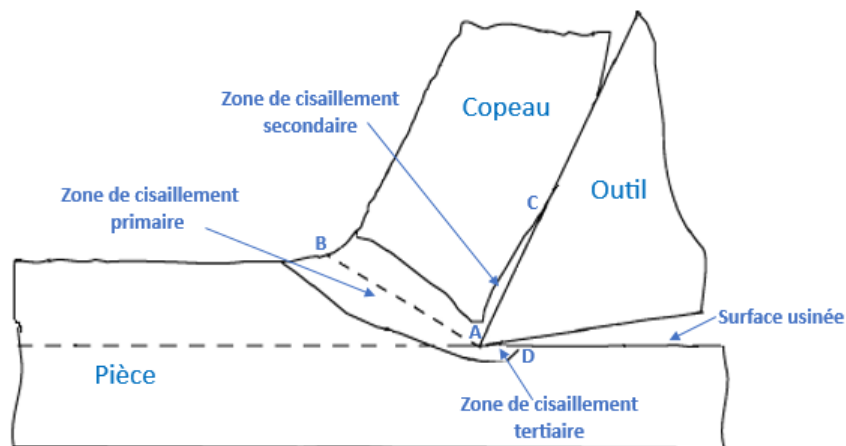 Zone de cisaillement
secondaire
Copeau
Outil
C
Zone de cisaillement
primaire
B
A
D
Surface usinée
Pièce
Zone de cisaillement
tertiaire